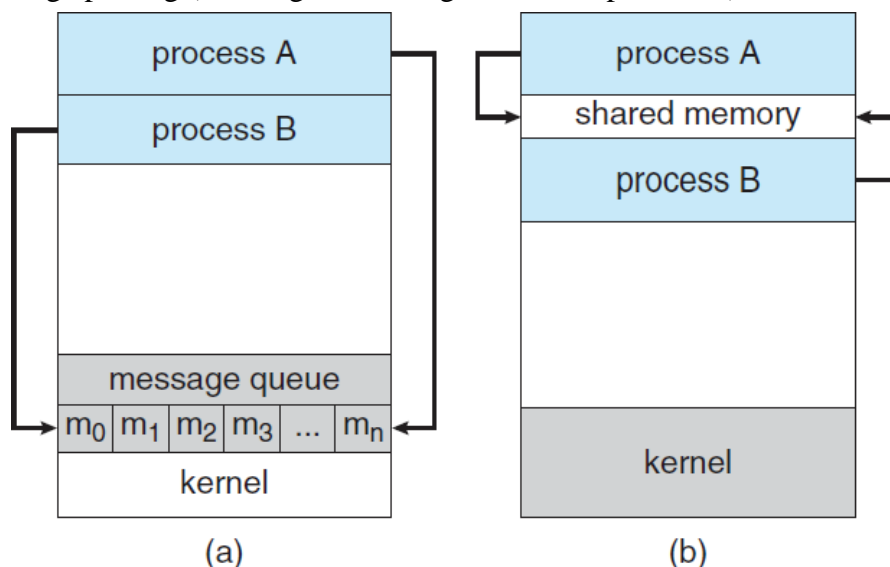 process A
process B
message queue
m0 m1 m2 m3 ... mn
kernel
(a)
process A
shared memory
process B
kernel
(b)